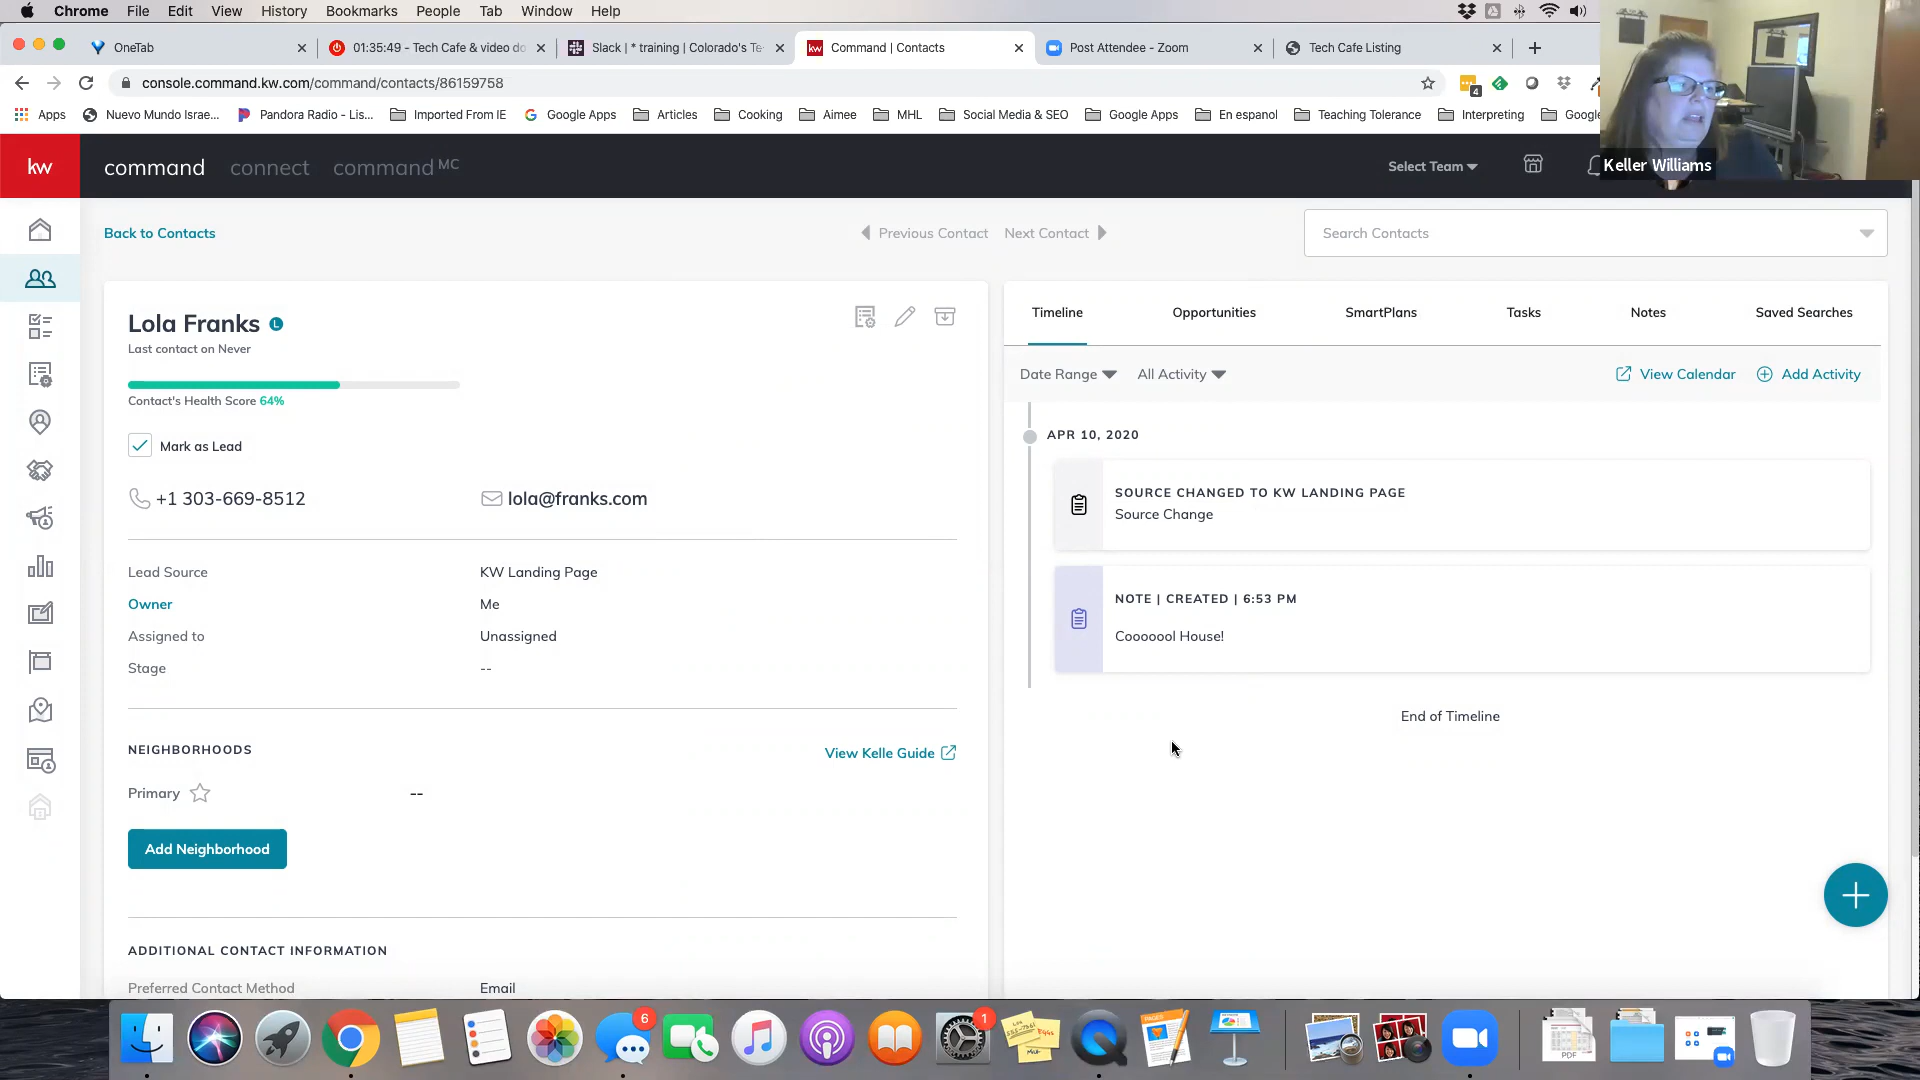 Chrome File Edit View History Bookmarks People Tab Window Help
OneTab
01:35:49 - Tech Cafe & video do
Slack | * training | Colorado's Te
Command | Contacts
Post Attendee - Zoom
Tech Cafe Listing
console.command.kw.com/command/contacts/86159758
4
Apps Nuevo Mundo Israe... Pandora Radio - Lis... Imported From IE Google Apps Articles Cooking Aimee MHL Social Media & SEO Google Apps En espanol Teaching Tolerance Interpreting Google
Keller Williams
kw command connect command MC Select Team
Back to Contacts
Previous Contact Next Contact
Search Contacts
Lola Franks L
Last contact on Never
Contact's Health Score 64%
Mark as Lead
+1 303-669-8512
lola@franks.com
Lead Source KW Landing Page
Owner Me
Assigned to Unassigned
Stage --
NEIGHBORHOODS
View Kelle Guide
Primary --
Add Neighborhood
ADDITIONAL CONTACT INFORMATION
Preferred Contact Method Email
Timeline Opportunities SmartPlans Tasks Notes Saved Searches
Date Range All Activity View Calendar Add Activity
APR 10, 2020
SOURCE CHANGED TO KW LANDING PAGE
Source Change
NOTE | CREATED | 6:53 PM
Cooooool House!
End of Timeline
6
1
PAGES
PDF